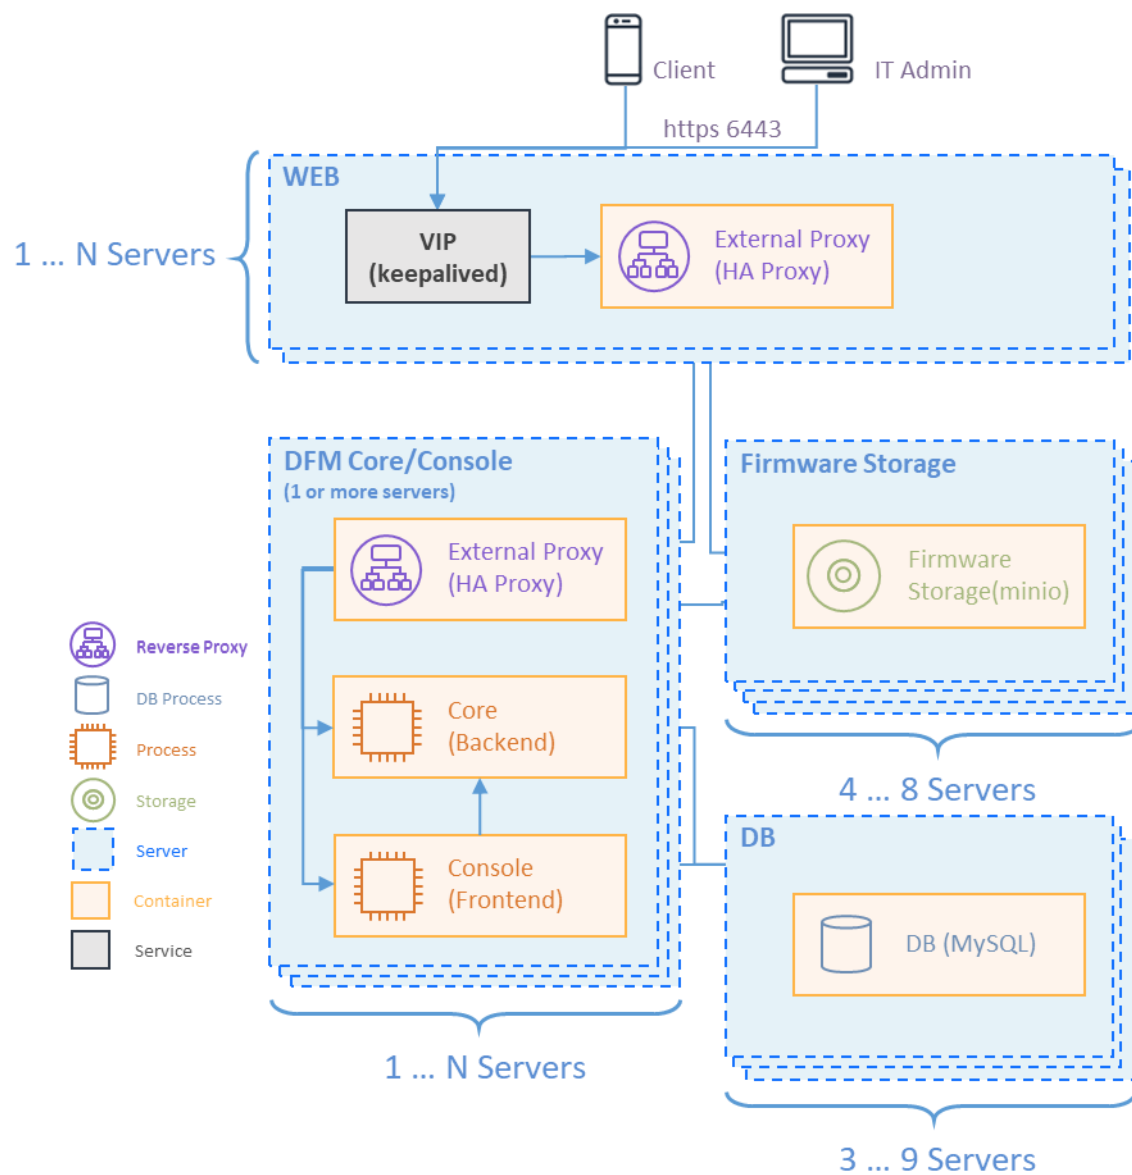 Client
IT Admin
https 6443
WEB
1 ... N Servers
VIP
(keepalived)
External Proxy
(HA Proxy)
DFM Core/Console
(1 or more servers)
External Proxy
(HA Proxy)
Core
(Backend)
Console
(Frontend)
1 ... N Servers
Firmware Storage
Firmware
Storage(minio)
4 ... 8 Servers
DB
DB (MySQL)
3 ... 9 Servers
Reverse Proxy
DB Process
Process
Storage
Server
Container
Service